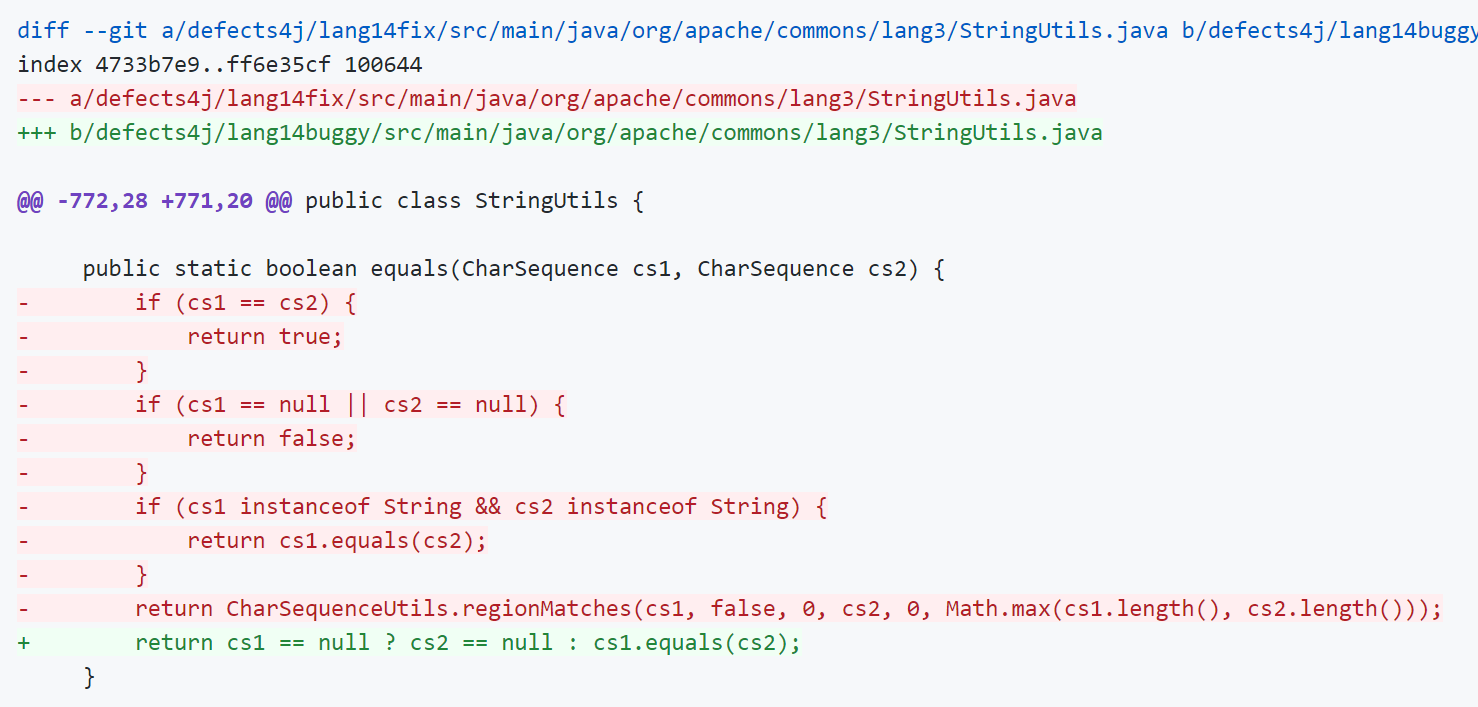 diff --git a/defects4j/lang14fix/src/main/java/org/apache/commons/lang3/StringUtils.java b/defects4j/lang14buggy
index 4733b7e9..ff6e35cf 100644
--- a/defects4j/lang14fix/src/main/java/org/apache/commons/lang3/StringUtils.java
+++ b/defects4j/lang14buggy/src/main/java/org/apache/commons/lang3/StringUtils.java
@@ -772,28 +771,20 @@ public class StringUtils {
     public static boolean equals(CharSequence cs1, CharSequence cs2) {
-        if (cs1 == cs2) {
-            return true;
-        }
-        if (cs1 == null || cs2 == null) {
-            return false;
-        }
-        if (cs1 instanceof String && cs2 instanceof String) {
-            return cs1.equals(cs2);
-        }
-        return CharSequenceUtils.regionMatches(cs1, false, 0, cs2, 0, Math.max(cs1.length(), cs2.length()));
+        return cs1 == null ? cs2 == null : cs1.equals(cs2);
     }